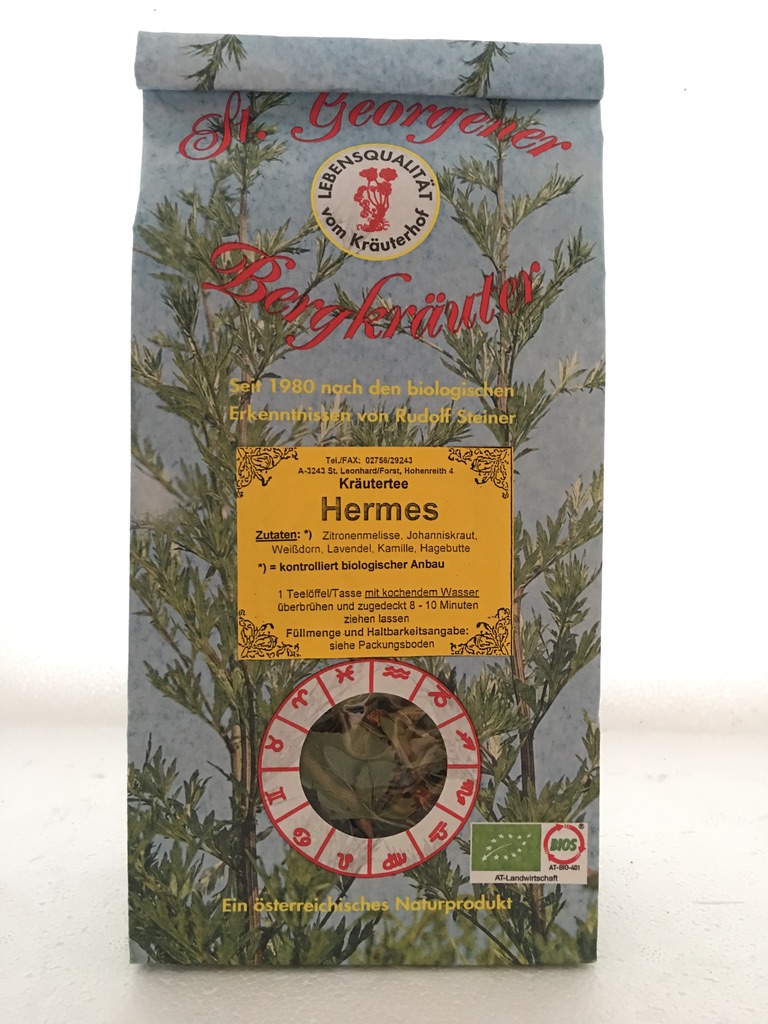 St. Georgener
LEBENSQUALITÄT
vom Kräuterhof
Bergkräuter
Seit 1980 nach den biologischen
Erkenntnissen von Rudolf Steiner
Tel./FAX: 02756/29243
A-3243 St. Leonhard/Forst, Hohenreith 4
Kräutertee
Hermes
Zutaten: *) Zitronenmelisse, Johanniskraut,
Weißdorn, Lavendel, Kamille, Hagebutte
*) = kontrolliert biologischer Anbau
1 Teelöffel/Tasse mit kochendem Wasser
überbrühen und zugedeckt 8 - 10 Minuten
ziehen lassen
Füllmenge und Haltbarkeitsangabe:
siehe Packungsboden
BIOS
®
AT-BIO-401
AT-Landwirtschaft
Ein österreichisches Naturprodukt